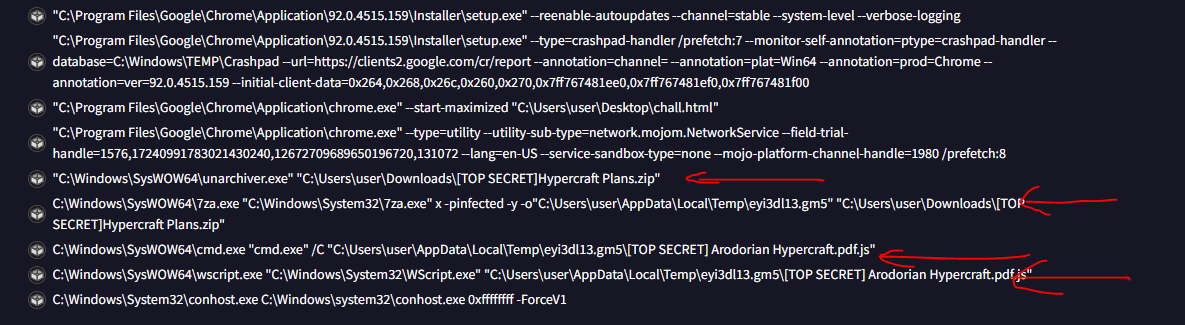 "C:\Program Files\Google\Chrome\Application\92.0.4515.159\Installer\setup.exe" --reenable-autoupdates --channel=stable --system-level --verbose-logging
"C:\Program Files\Google\Chrome\Application\92.0.4515.159\Installer\setup.exe" --type=crashpad-handler /prefetch:7 --monitor-self-annotation=ptype=crashpad-handler --
database=C:\Windows\TEMP\Crashpad --url=https://clients2.google.com/cr/report --annotation=channel= --annotation=plat=Win64 --annotation=prod=Chrome --
annotation=ver=92.0.4515.159 --initial-client-data=0x264,0x268,0x26c,0x260,0x270,0x7ff767481ee0,0x7ff767481ef0,0x7ff767481f00
"C:\Program Files\Google\Chrome\Application\chrome.exe" --start-maximized "C:\Users\user\Desktop\chall.html"
"C:\Program Files\Google\Chrome\Application\chrome.exe" --type=utility --utility-sub-type=network.mojom.NetworkService --field-trial-
handle=1576,17240991783021430240,12672709689650196720,131072 --lang=en-US --service-sandbox-type=none --mojo-platform-channel-handle=1980 /prefetch:8
"C:\Windows\SysWOW64\unarchiver.exe" "C:\Users\user\Downloads\[TOP SECRET]Hypercraft Plans.zip"
C:\Windows\SysWOW64\7za.exe "C:\Windows\System32\7za.exe" x -pinfected -y -o"C:\Users\user\AppData\Local\Temp\eyi3dl13.gm5" "C:\Users\user\Downloads\[TOP
SECRET]Hypercraft Plans.zip"
C:\Windows\SysWOW64\cmd.exe "cmd.exe" /C "C:\Users\user\AppData\Local\Temp\eyi3dl13.gm5\[TOP SECRET] Arodorian Hypercraft.pdf.js"
C:\Windows\SysWOW64\wscript.exe "C:\Windows\System32\WScript.exe" "C:\Users\user\AppData\Local\Temp\eyi3dl13.gm5\[TOP SECRET] Arodorian Hypercraft.pdf.js"
C:\Windows\System32\conhost.exe C:\Windows\system32\conhost.exe 0xffffffff -ForceV1